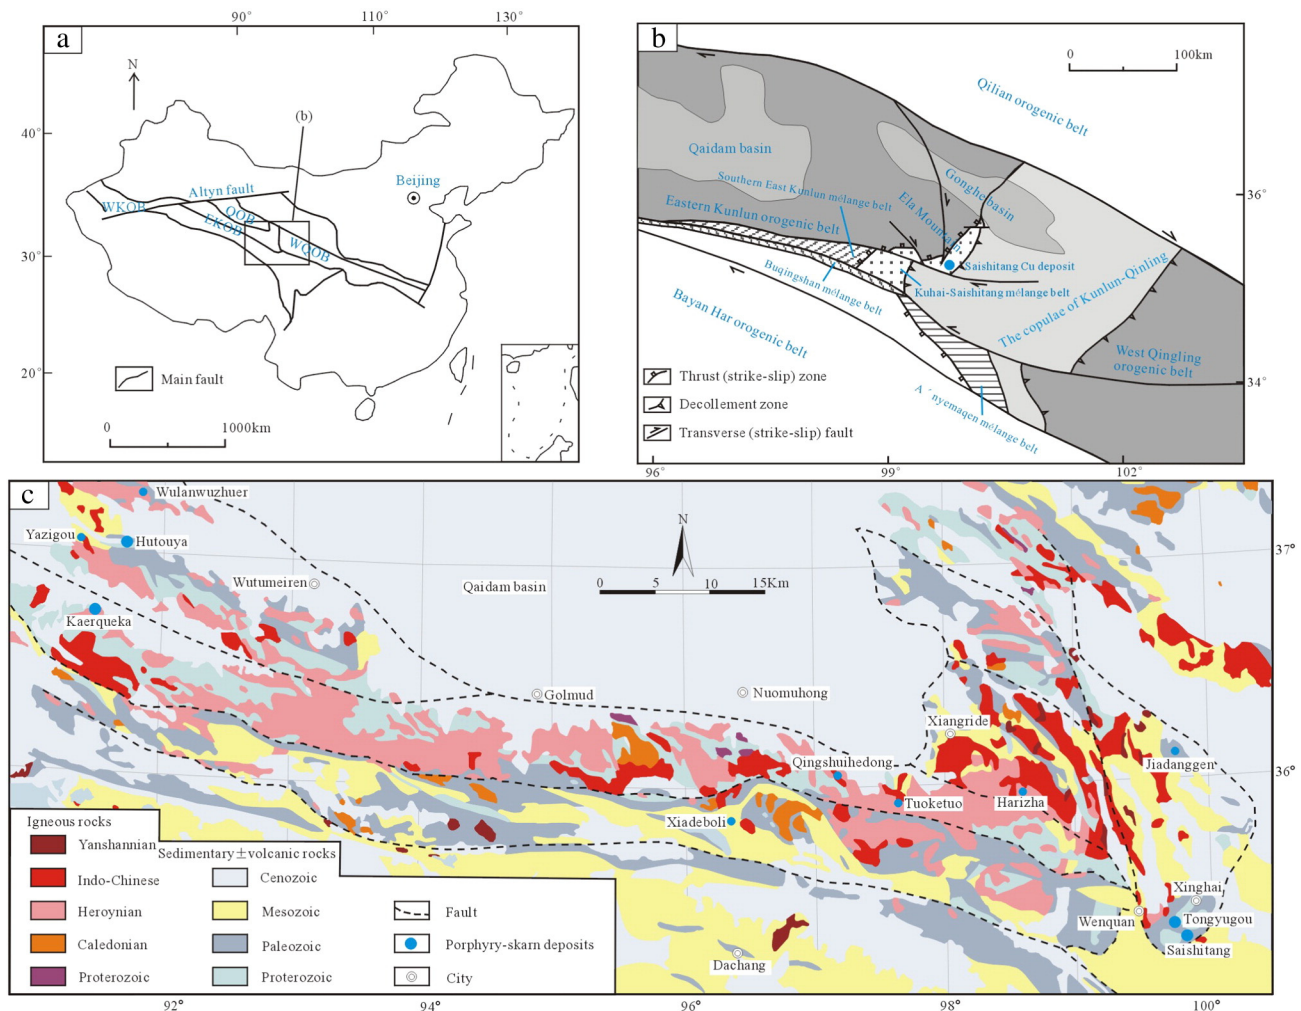 90°
110°
130°
a
N
(b)
40°
Beijing
Altyn fault
WKOB
QOB
EKOB
WQOB
30°
20°
Main fault
0
1000km
b
0
100km
Qilian orogenic belt
Qaidam basin
Gonghe basin
36°
Southern East Kunlun mélange belt
Ela Mountain
Eastern Kunlun orogenic belt
Saishitang Cu deposit
Buqingshan mélange belt
Kuhai-Saishitang mélange belt
The copulae of Kunlun-Qinling
Bayan Har orogenic belt
West Qingling
orogenic belt
34°
Thrust (strike-slip) zone
Decollement zone
Transverse (strike-slip) fault
A´nyemaqen mélange belt
96°
99°
102°
c
Wulanwuzhuer
Yazigou
Hutouya
N
37°
Wutumeiren
Qaidam basin
0
5
10
15Km
Kaerqueka
Golmud
Nuomuhong
Xiangride
Qingshuihedong
Jiadanggen
36°
Tuoketuo
Harizha
Xiadeboli
Igneous rocks
Yanshannian
Sedimentary±volcanic rocks
Indo-Chinese
Cenozoic
Heroynian
Mesozoic
Fault
Caledonian
Paleozoic
Porphyry-skarn deposits
Proterozoic
Proterozoic
City
Xinghai
Wenquan
Tongyugou
Saishitang
Dachang
92°
94°
96°
98°
100°